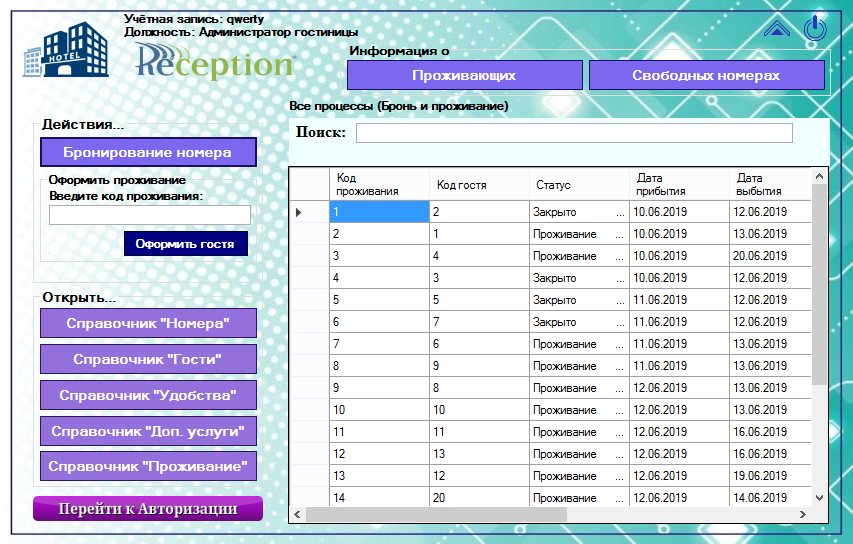 Учётная запись: qwerty
Должность: Администратор гостиницы
HOTEL
Reception
Информация о
Проживающих
Свободных номерах
Все процессы (Бронь и проживание)
Поиск:
Действия...
Бронирование номера
Оформить проживание
Введите код проживания:
Оформить гостя
Открыть...
Справочник "Номера"
Справочник "Гости"
Справочник "Удобства"
Справочник "Доп. услуги"
Справочник "Проживание"
Перейти к Авторизации
Код проживания Код гостя Статус Дата прибытия Дата выбытия
1 2 Закрыто ... 10.06.2019 12.06.2019
2 1 Проживание ... 10.06.2019 13.06.2019
3 4 Проживание ... 10.06.2019 20.06.2019
4 3 Закрыто ... 10.06.2019 12.06.2019
5 5 Закрыто ... 11.06.2019 12.06.2019
6 7 Закрыто ... 11.06.2019 12.06.2019
7 6 Проживание ... 11.06.2019 13.06.2019
8 9 Проживание ... 11.06.2019 13.06.2019
9 8 Проживание ... 12.06.2019 13.06.2019
10 10 Проживание ... 12.06.2019 13.06.2019
11 11 Проживание ... 12.06.2019 16.06.2019
12 13 Проживание ... 12.06.2019 16.06.2019
13 12 Проживание ... 12.06.2019 19.06.2019
14 20 Проживание ... 12.06.2019 14.06.2019